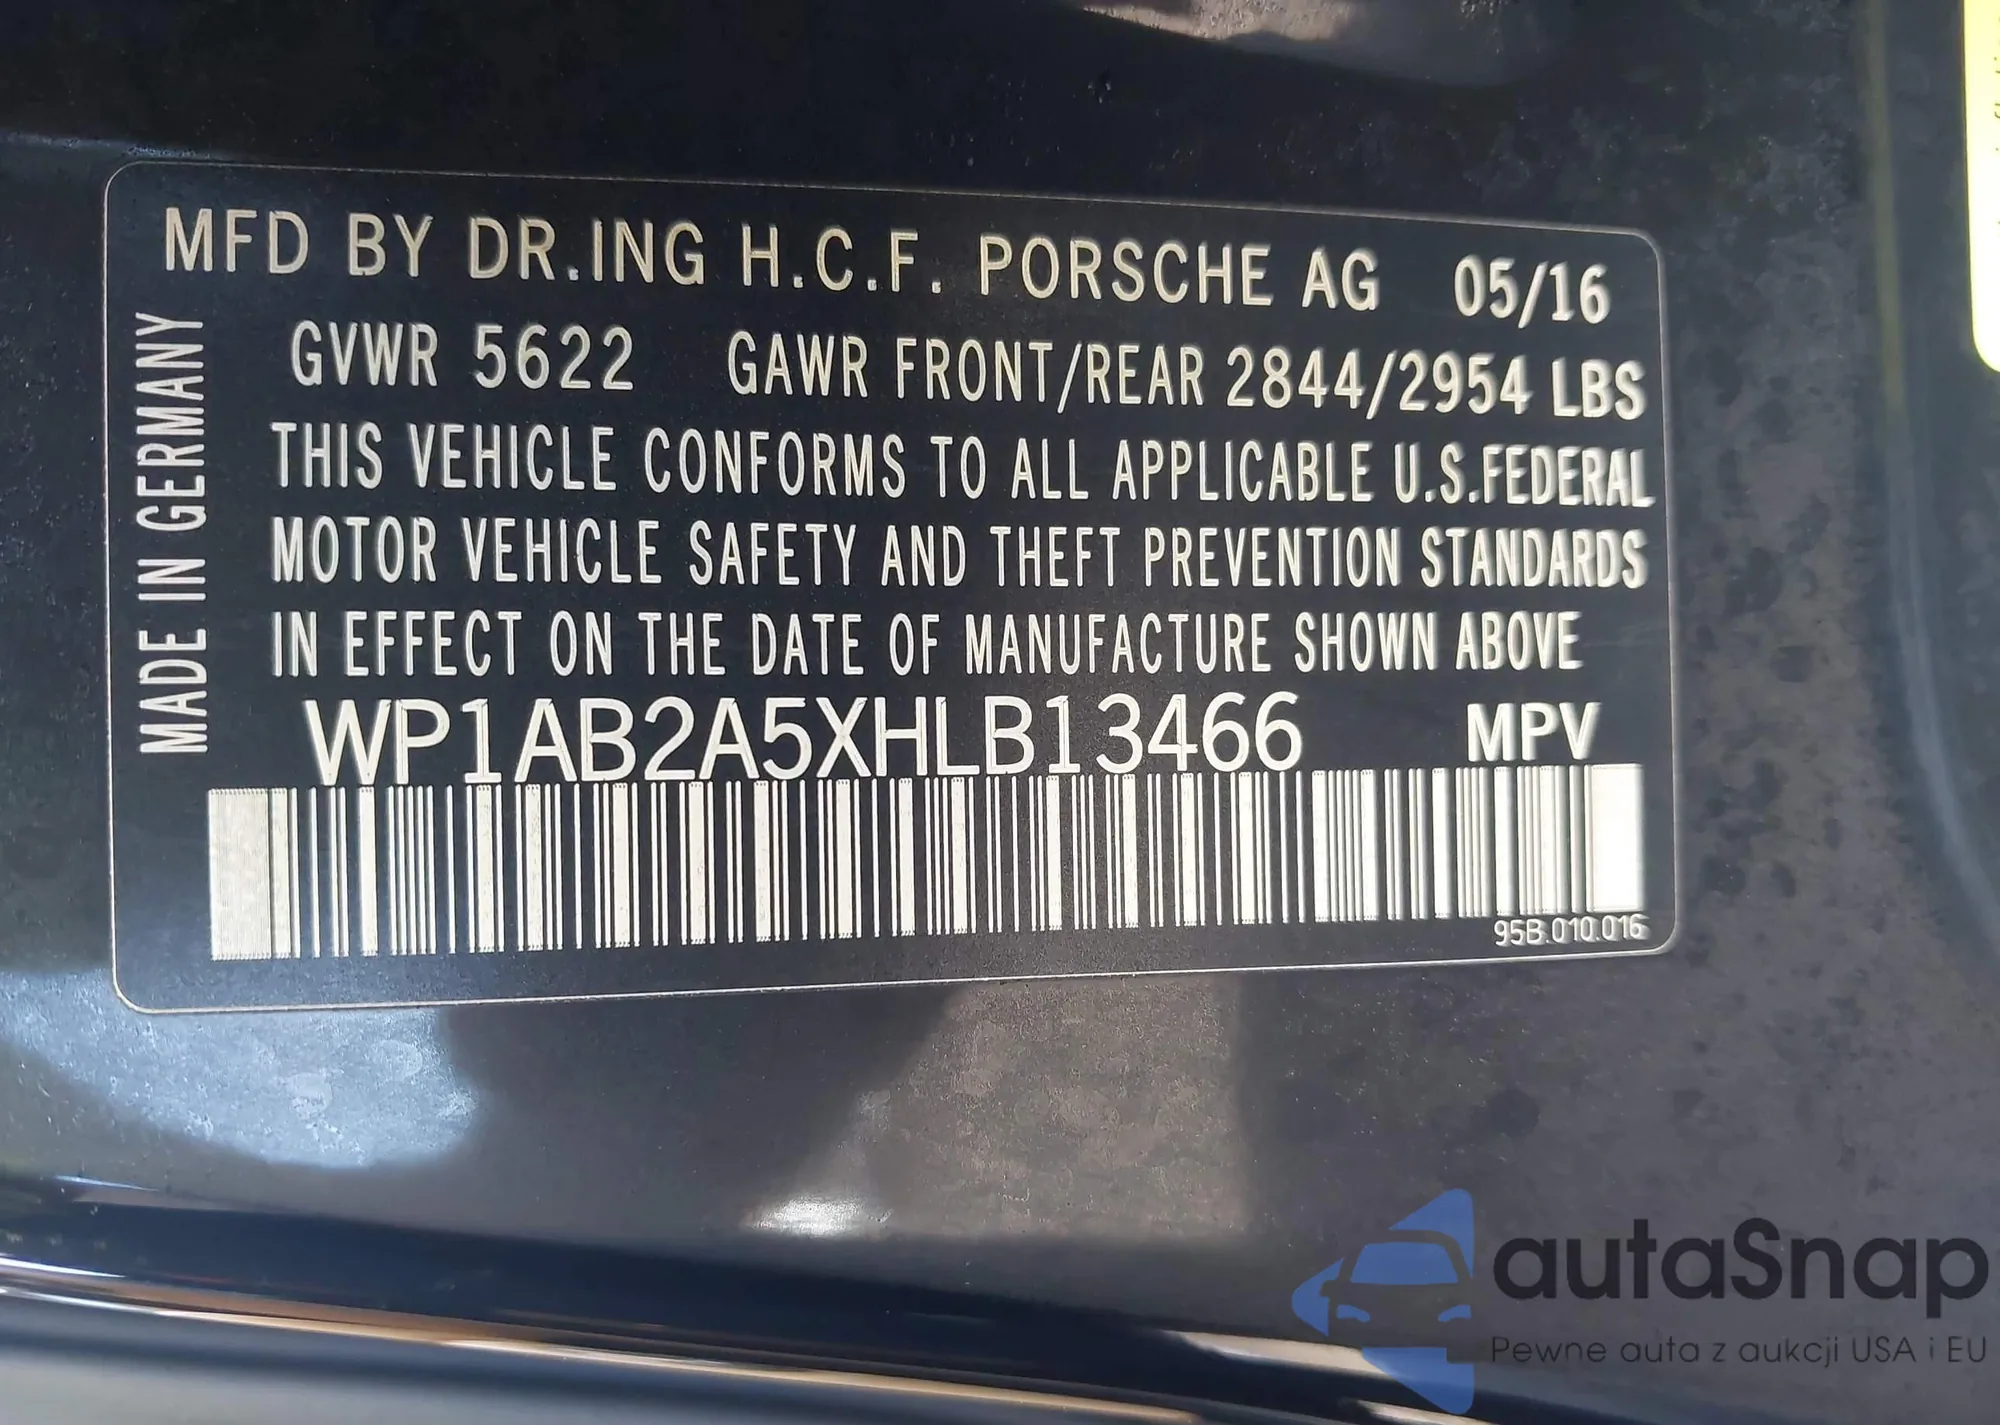 MFD BY DR.ING H.C.F. PORSCHE AG 05/16
GVWR 5622 GAWR FRONT/REAR 2844/2954 LBS
THIS VEHICLE CONFORMS TO ALL APPLICABLE U.S.FEDERAL
MOTOR VEHICLE SAFETY AND THEFT PREVENTION STANDARDS
IN EFFECT ON THE DATE OF MANUFACTURE SHOWN ABOVE
WP1AB2A5XHLB13466 MPV
95B.010.016
MADE IN GERMANY
autaSnap
Pewne auta z aukcji USA i EU